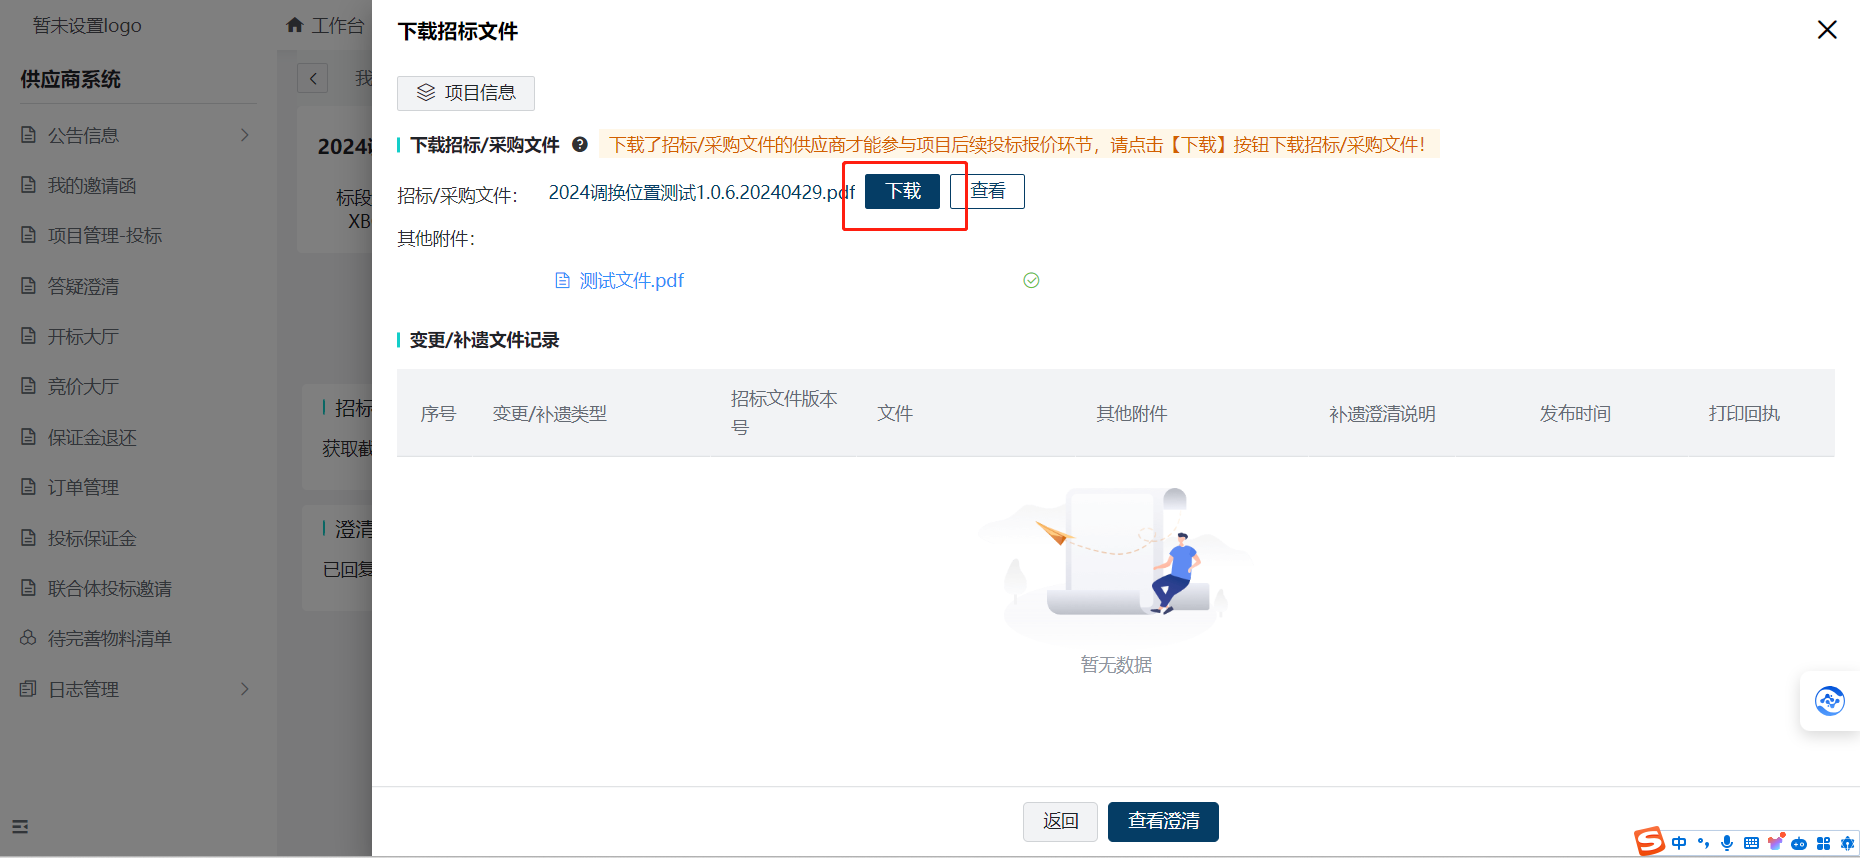 暂未设置logo
工作台
供应商系统
公告信息
我的邀请函
项目管理-投标
答疑澄清
开标大厅
竞价大厅
保证金退还
订单管理
投标保证金
联合体投标邀请
待完善物料清单
日志管理
我
2024调
标段
XB
招标
获取截
澄清
已回复
下载招标文件
项目信息
下载招标/采购文件 ? 下载了招标/采购文件的供应商才能参与项目后续投标报价环节，请点击【下载】按钮下载招标/采购文件！
招标/采购文件： 2024调换位置测试1.0.6.20240429.pdf 下载 查看
其他附件：
测试文件.pdf
变更/补遗文件记录
序号 变更/补遗类型 招标文件版本号 文件 其他附件 补遗澄清说明 发布时间 打印回执
暂无数据
返回 查看澄清
S 中